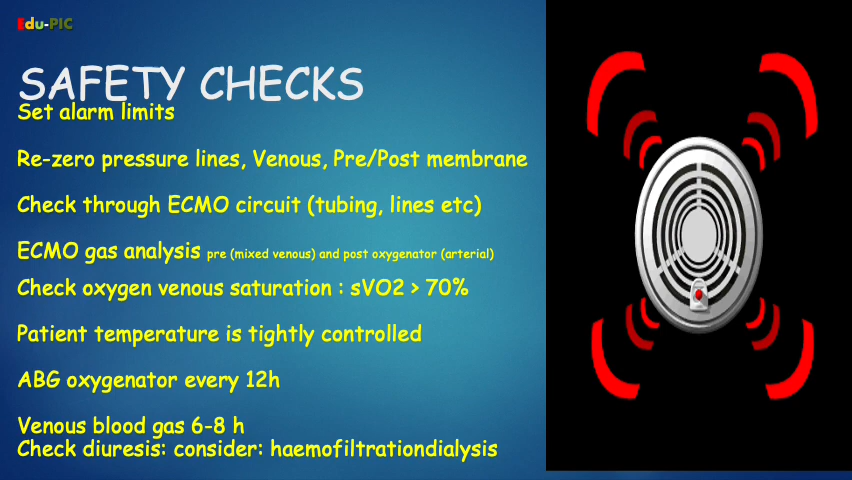 Edu-PIC
SAFETY CHECKS
Set alarm limits
Re-zero pressure lines, Venous, Pre/Post membrane
Check through ECMO circuit (tubing, lines etc)
ECMO gas analysis pre (mixed venous) and post oxygenator (arterial)
Check oxygen venous saturation : sVO2 > 70%
Patient temperature is tightly controlled
ABG oxygenator every 12h
Venous blood gas 6-8 h
Check diuresis: consider: haemofiltrationdialysis